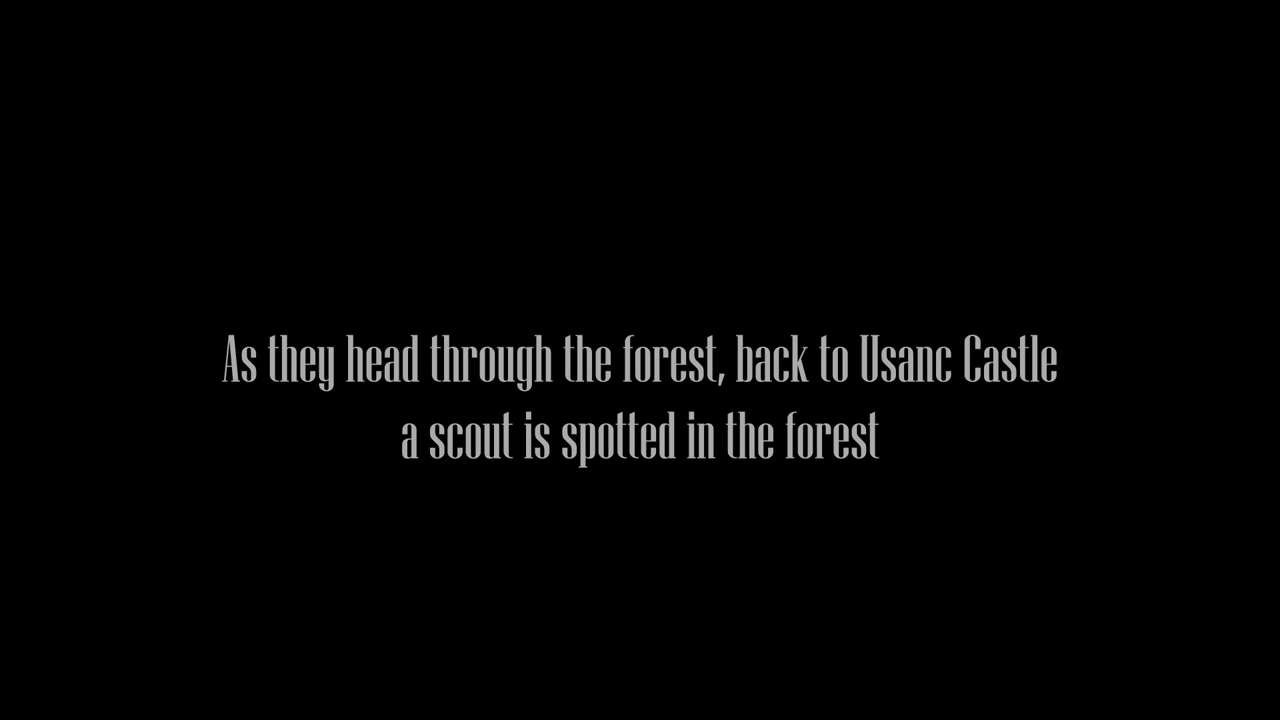 As they head through the forest, back to Usanc Castle
a scout is spotted in the forest